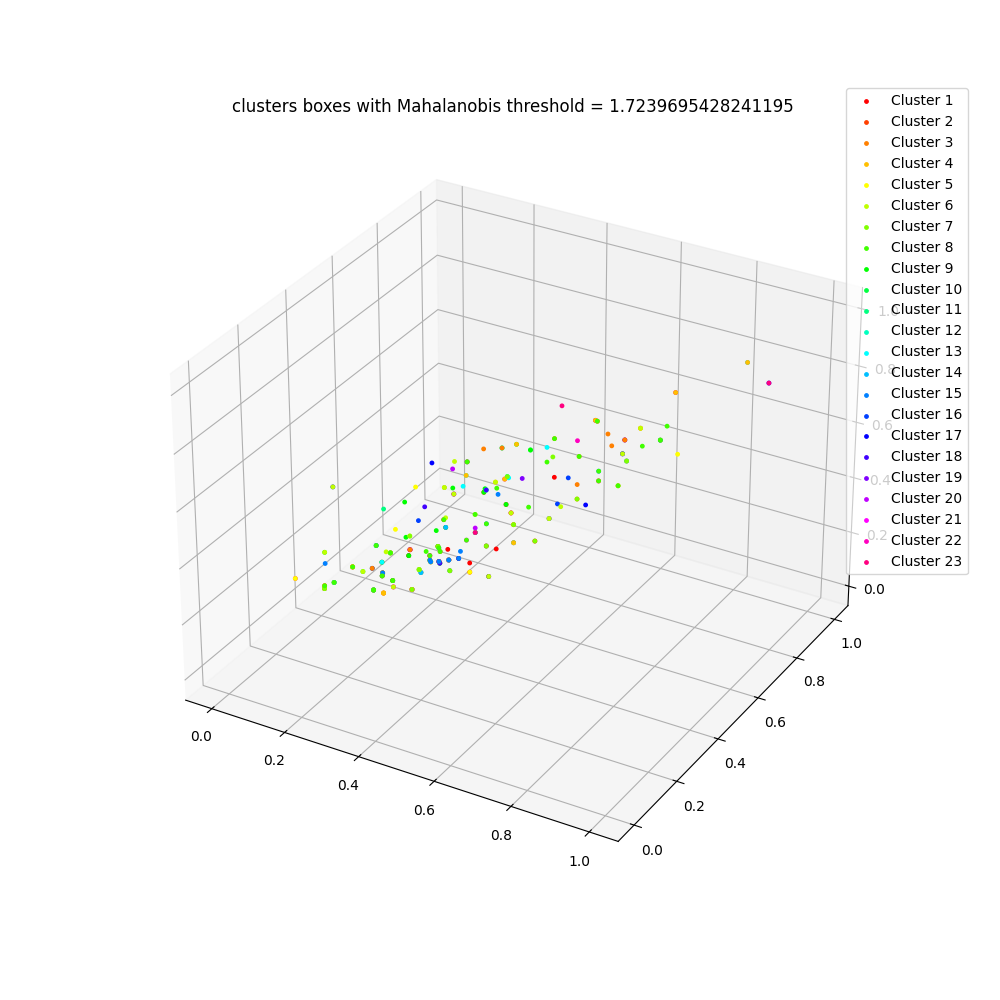 clusters boxes with Mahalanobis threshold = 1.7239695428241195
Cluster 1
Cluster 2
Cluster 3
Cluster 4
Cluster 5
Cluster 6
Cluster 7
Cluster 8
Cluster 9
Cluster 10
Cluster 11
Cluster 12
Cluster 13
Cluster 14
Cluster 15
Cluster 16
Cluster 17
Cluster 18
Cluster 19
Cluster 20
Cluster 21
Cluster 22
Cluster 23
0.8
0.6
0.4
0.2
0.0
1.0
0.8
0.6
0.4
0.2
0.0
0.0
0.2
0.4
0.6
0.8
1.0